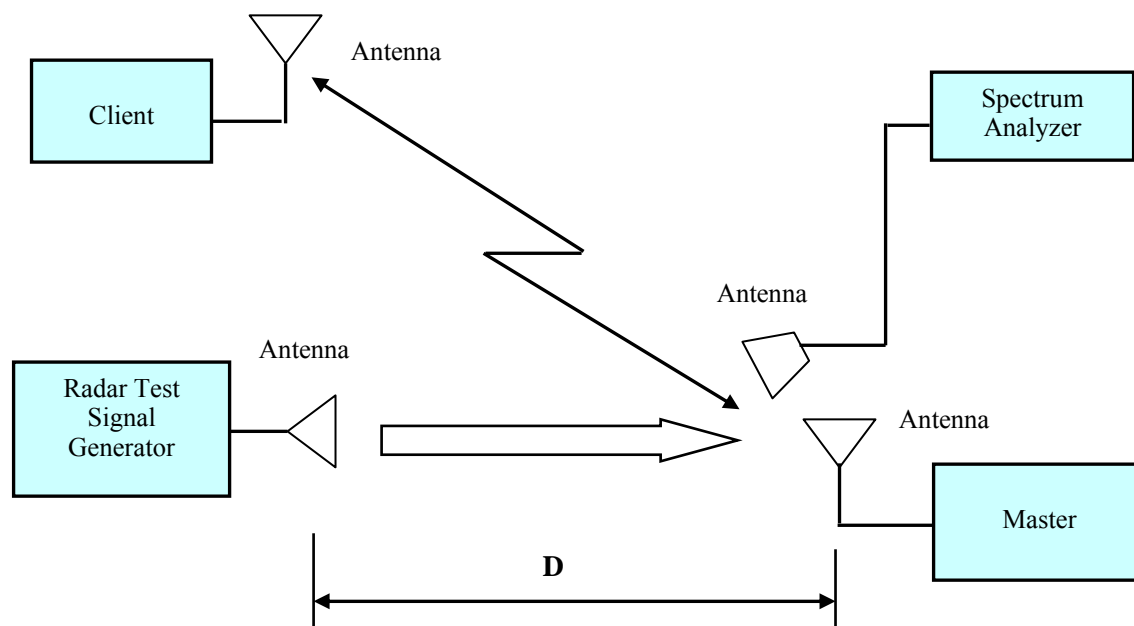 Antenna
Client
Spectrum
Analyzer
Antenna
Antenna
Radar Test
Signal
Generator
Antenna
Master
D